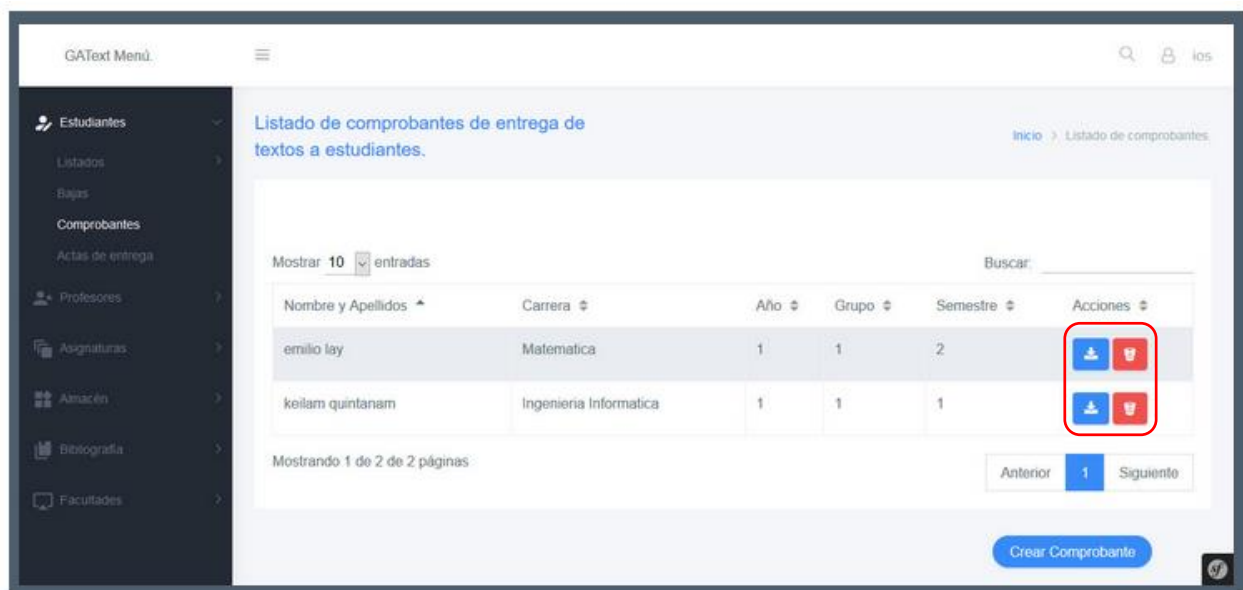 GAText Menú.
ios
Estudiantes
Listados
Bajas
Comprobantes
Actas de entrega
Profesores
Asignaturas
Almacén
Bibliografía
Facultades
Listado de comprobantes de entrega de
textos a estudiantes.
Inicio > Listado de comprobantes
Mostrar 10 entradas
Buscar:
Nombre y Apellidos Carrera Año Grupo Semestre Acciones
emilio lay Matematica 1 1 2
keilam quintanam Ingenieria Informatica 1 1 1
Mostrando 1 de 2 de 2 páginas
Anterior 1 Siguiente
Crear Comprobante
sf